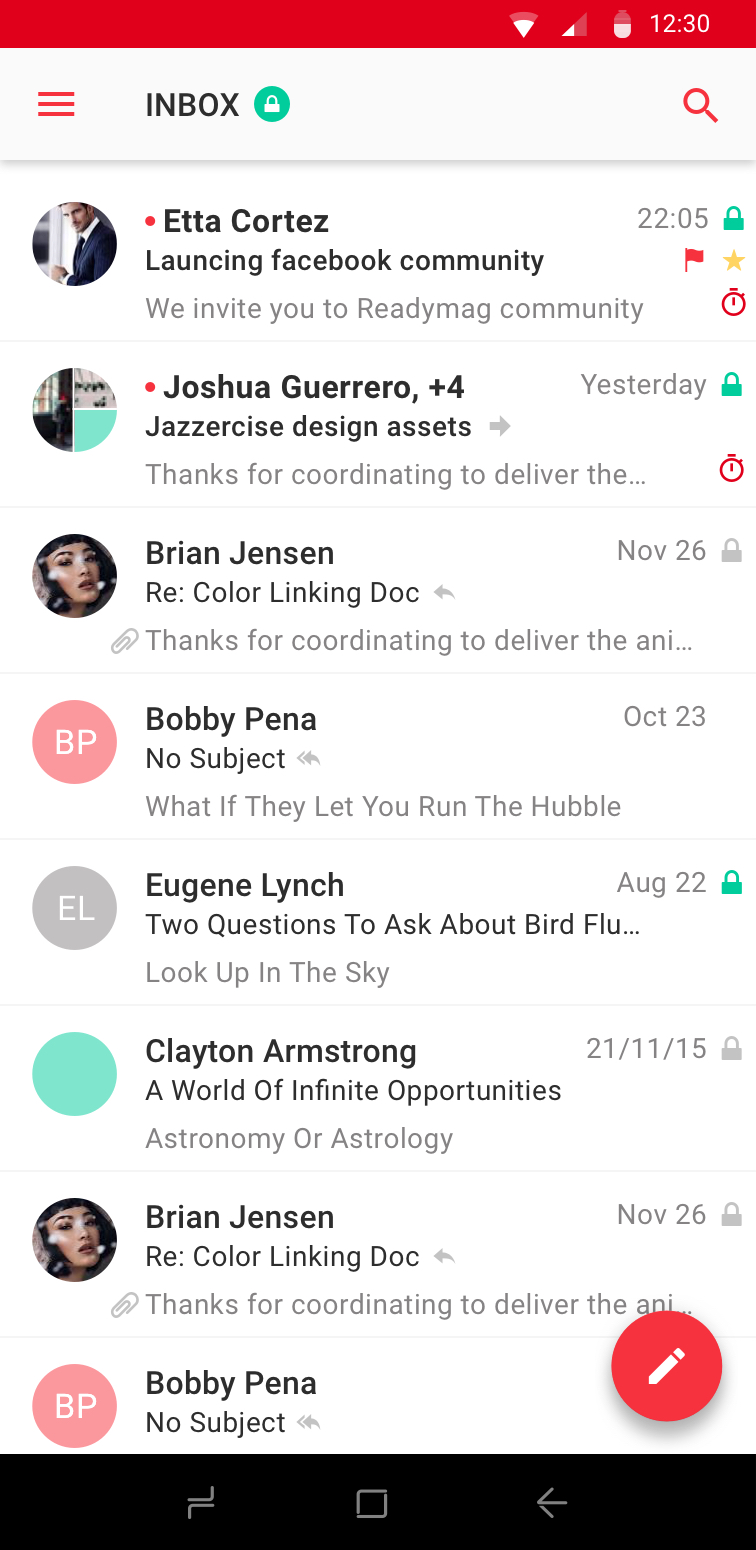 12:30
INBOX
Etta Cortez 22:05
Launcing facebook community
We invite you to Readymag community
Joshua Guerrero, +4 Yesterday
Jazzercise design assets
Thanks for coordinating to deliver the...
Brian Jensen Nov 26
Re: Color Linking Doc
Thanks for coordinating to deliver the ani...
BP Bobby Pena Oct 23
No Subject
What If They Let You Run The Hubble
EL Eugene Lynch Aug 22
Two Questions To Ask About Bird Flu...
Look Up In The Sky
Clayton Armstrong 21/11/15
A World Of Infinite Opportunities
Astronomy Or Astrology
Brian Jensen Nov 26
Re: Color Linking Doc
Thanks for coordinating to deliver the ani...
BP Bobby Pena
No Subject